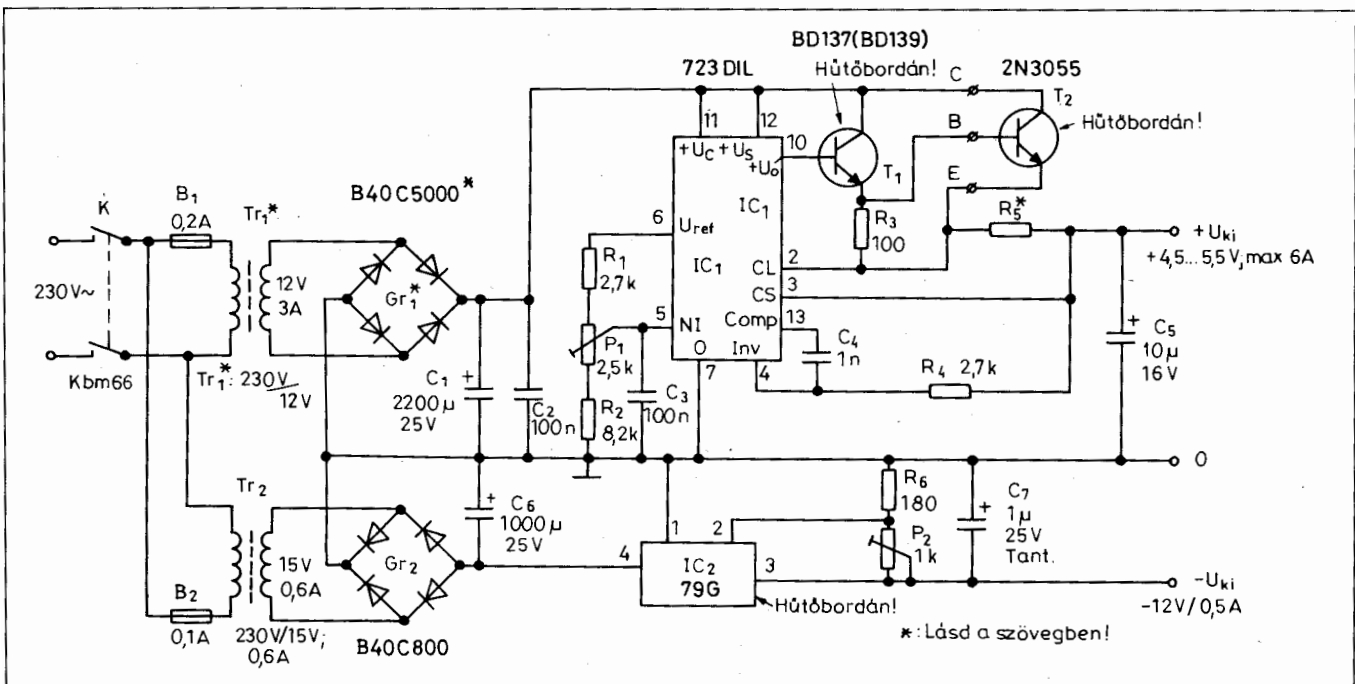 BD137(BD139)
723 DIL
Hűtőbordán!
C
2N3055
T2
Hűtőbordán!
11
12
+UC +US
10
+Uo
B
T1
E
B40C5000*
K
B1
0,2A
Tr1*
6
Uref
IC1
R3
100
R5*
+Uki
+4,5...5,5V; max 6A
230V~
12V
3A
Gr1*
R1
2,7k
IC1
CL
2
CS
3
5
NI
Comp
13
P1
2,5k
O
Inv
C4
1n
+
C5
10µ
16V
Kbm66
Tr1*: 230V/12V
+
C1
2200µ
25V
C2
100n
7
4
R4 2,7k
R2
8,2k
C3
100n
0
Tr2
+
C6
1000µ
25V
R6
180
+
C7
1µ
25V
Tant.
15V
0,6A
Gr2
1
2
P2
1k
4
IC2
79G
3
-Uki
-12V/0,5A
B2
0,1A
Hűtőbordán!
230V/15V;
0,6A
B40C800
*: Lásd a szövegben!